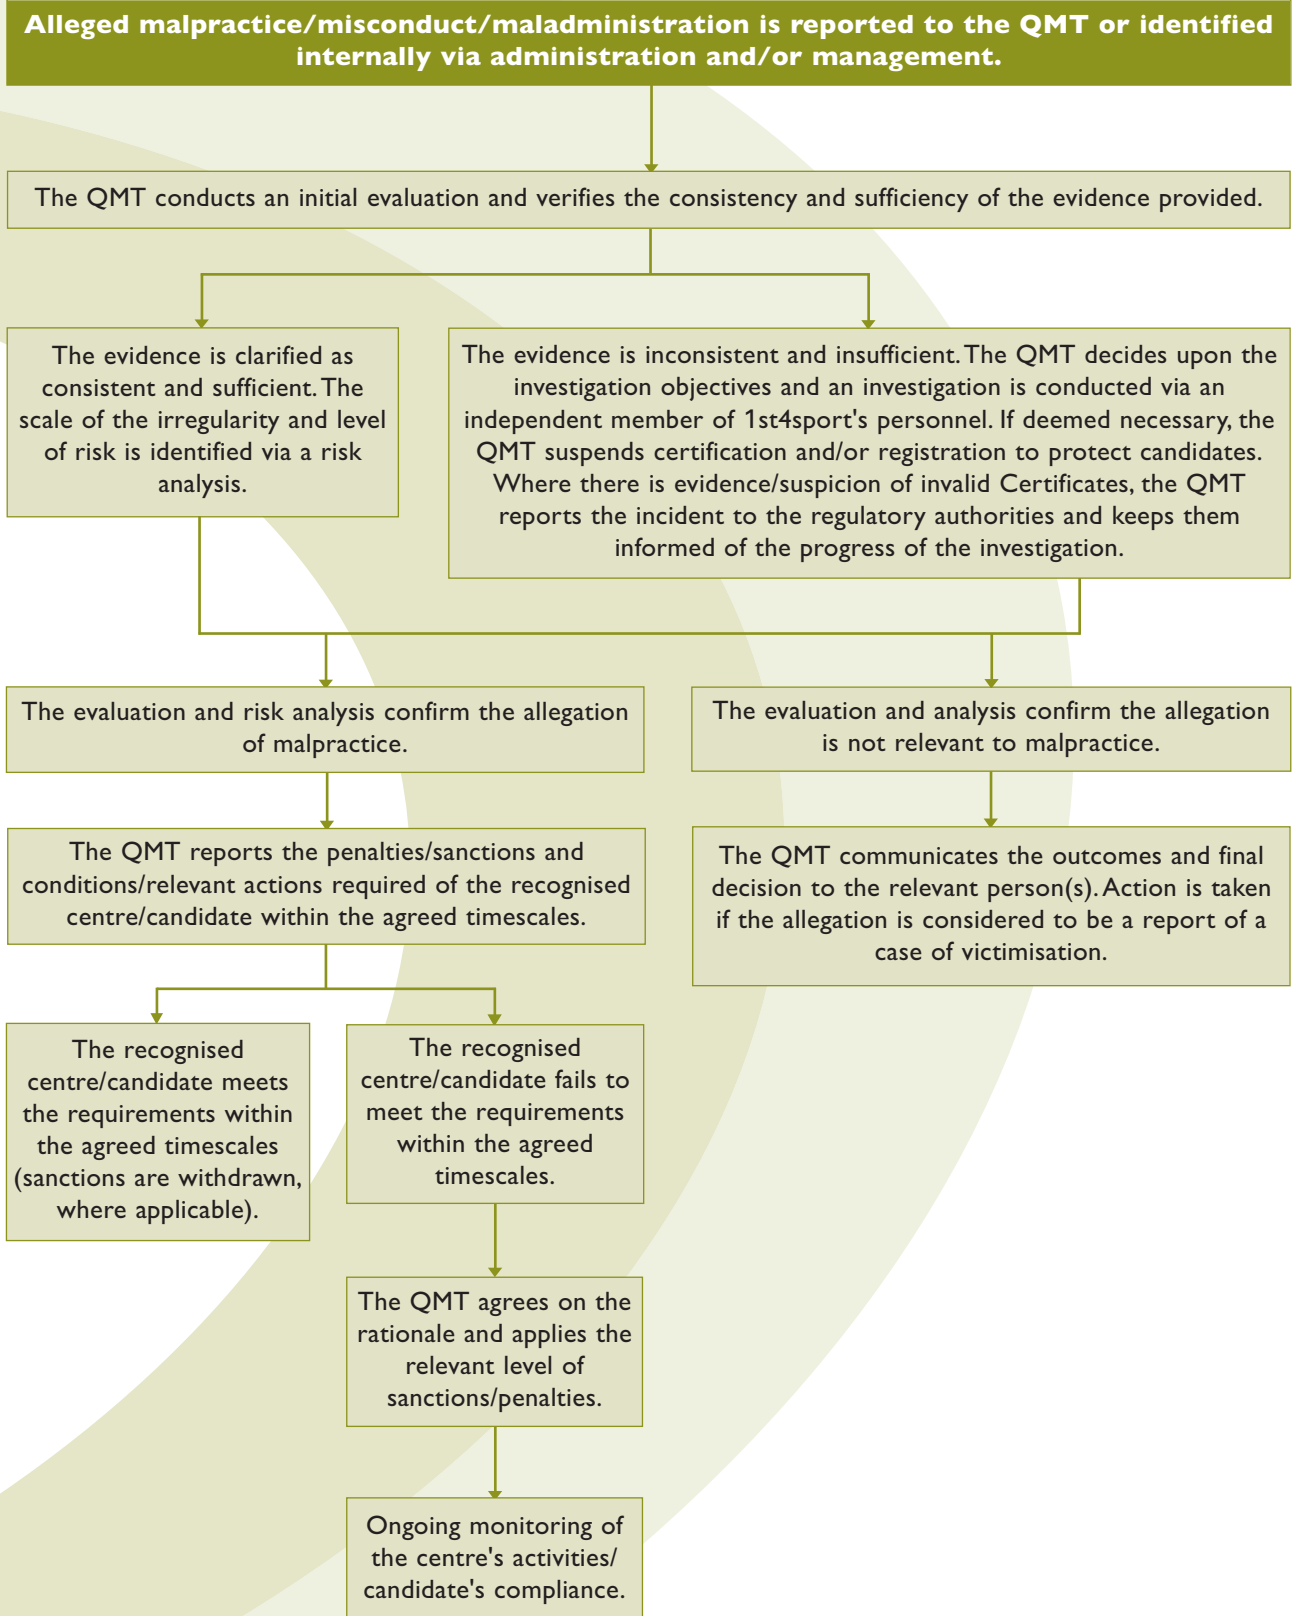 Alleged malpractice/misconduct/maladministration is reported to the QMT or identified
internally via administration and/or management.
The QMT conducts an initial evaluation and verifies the consistency and sufficiency of the evidence provided.
The evidence is clarified as
consistent and sufficient. The
scale of the irregularity and level
of risk is identified via a risk
analysis.
The evidence is inconsistent and insufficient. The QMT decides upon the
investigation objectives and an investigation is conducted via an
independent member of 1st4sport's personnel. If deemed necessary, the
QMT suspends certification and/or registration to protect candidates.
Where there is evidence/suspicion of invalid Certificates, the QMT
reports the incident to the regulatory authorities and keeps them
informed of the progress of the investigation.
The evaluation and risk analysis confirm the allegation
of malpractice.
The evaluation and analysis confirm the allegation
is not relevant to malpractice.
The QMT reports the penalties/sanctions and
conditions/relevant actions required of the recognised
centre/candidate within the agreed timescales.
The QMT communicates the outcomes and final
decision to the relevant person(s). Action is taken
if the allegation is considered to be a report of a
case of victimisation.
The recognised
centre/candidate meets
the requirements within
the agreed timescales
(sanctions are withdrawn,
where applicable).
The recognised
centre/candidate fails to
meet the requirements
within the agreed
timescales.
The QMT agrees on the
rationale and applies the
relevant level of
sanctions/penalties.
Ongoing monitoring of
the centre's activities/
candidate's compliance.